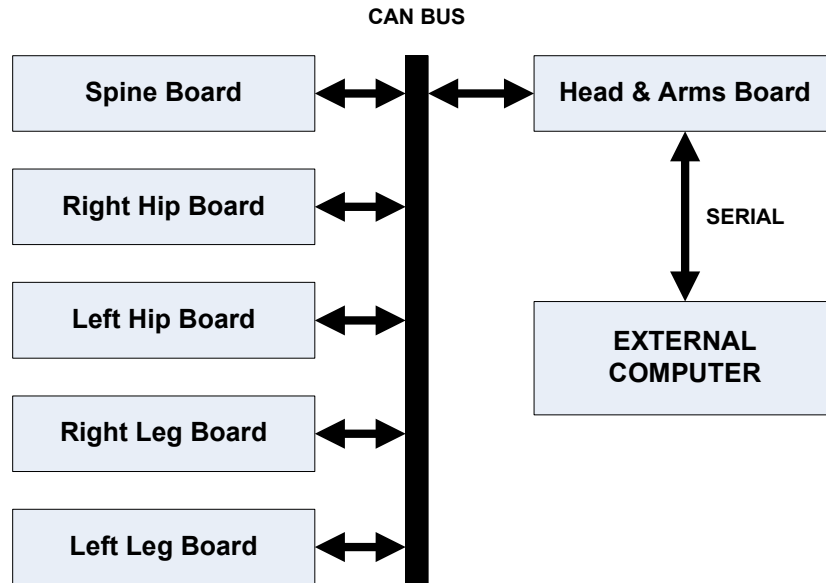 CAN BUS
Spine Board
Head & Arms Board
Right Hip Board
SERIAL
Left Hip Board
EXTERNAL
COMPUTER
Right Leg Board
Left Leg Board